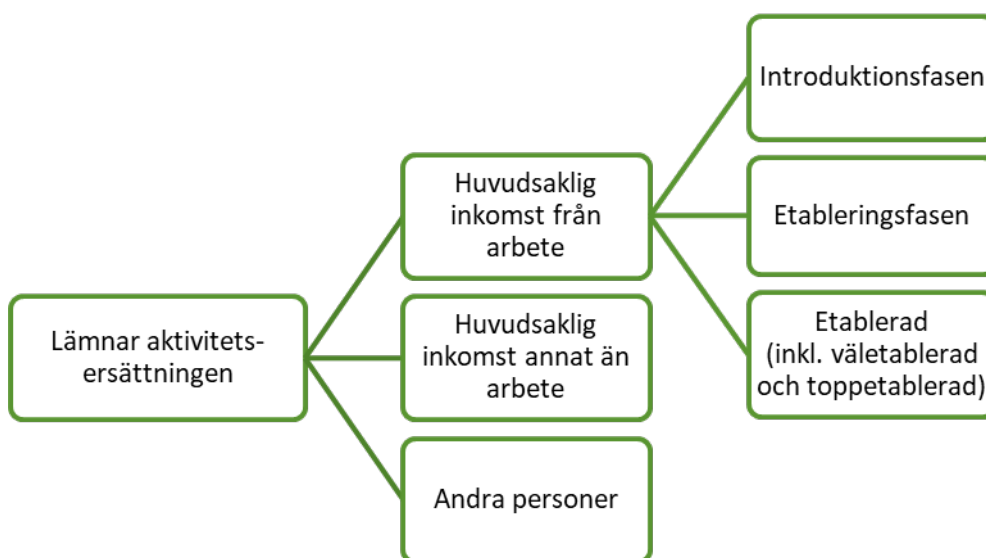 Lämnar aktivitets-
ersättningen
Huvudsaklig
inkomst från
arbete
Huvudsaklig
inkomst annat än
arbete
Andra personer
Introduktionsfasen
Etableringsfasen
Etablerad
(inkl. väletablerad
och toppetablerad)